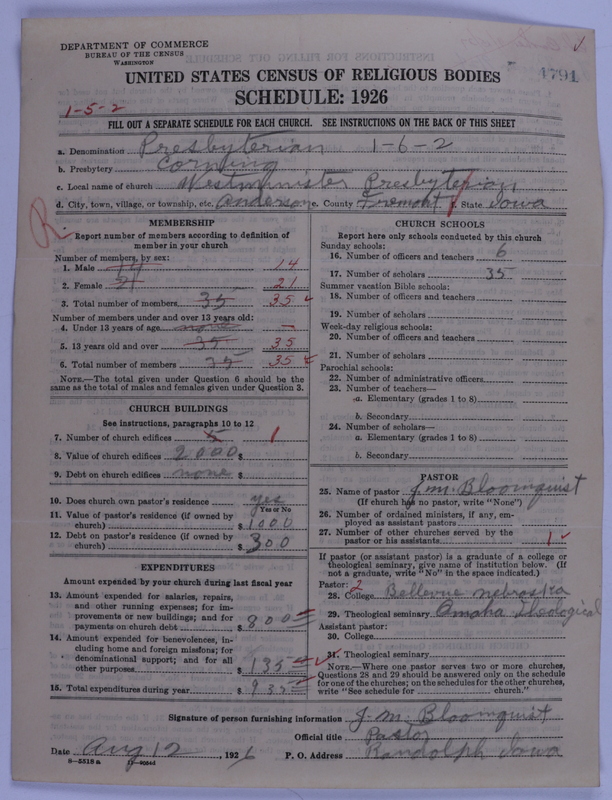 DEPARTMENT OF COMMERCE
BUREAU OF THE CENSUS
WASHINGTON
4791
UNITED STATES CENSUS OF RELIGIOUS BODIES
SCHEDULE: 1926
1-5-2
FILL OUT A SEPARATE SCHEDULE FOR EACH CHURCH. SEE INSTRUCTIONS ON THE BACK OF THIS SHEET
a. Denomination Presbyterian 1-6-2
b. Presbytery Corning
c. Local name of church Westminister Presbyterian
d. City, town, village, or township, etc. Anderson e. County Fremont f. State Iowa
R
MEMBERSHIP
Report number of members according to definition of
member in your church
Number of members, by sex:
1. Male 14 14
2. Female 21 21
3. Total number of members 35 35
Number of members under and over 13 years old:
4. Under 13 years of age none —
5. 13 years old and over 35 35
6. Total number of members 35 35
NOTE.—The total given under Question 6 should be
same as the total of males and females given under Question 3.
CHURCH BUILDINGS
See instructions, paragraphs 10 to 12
7. Number of church edifices 1
8. Value of church edifices 2000 $
9. Debt on church edifices none $
10. Does church own pastor's residence yes
Yes or No
11. Value of pastor's residence (if owned by
church) $ 1000
12. Debt on pastor's residence (if owned by
church) $ 300
EXPENDITURES
Amount expended by your church during last fiscal year
13. Amount expended for salaries, repairs,
and other running expenses; for im-
provements or new buildings; and for
payments on church debt $ 800
14. Amount expended for benevolences, in-
cluding home and foreign missions; for
denominational support; and for all
other purposes $ 135
15. Total expenditures during year $ 935
CHURCH SCHOOLS
Report here only schools conducted by this church
Sunday schools:
16. Number of officers and teachers 6
17. Number of scholars 35
Summer vacation Bible schools:
18. Number of officers and teachers
19. Number of scholars
Week-day religious schools:
20. Number of officers and teachers
21. Number of scholars
Parochial schools:
22. Number of administrative officers
23. Number of teachers—
a. Elementary (grades 1 to 8)
b. Secondary
24. Number of scholars—
a. Elementary (grades 1 to 8)
b. Secondary
PASTOR
25. Name of pastor J. M. Bloomquist
(If church has no pastor, write "None")
26. Number of ordained ministers, if any, em-
ployed as assistant pastors
27. Number of other churches served by the
pastor or his assistants 1
If pastor (or assistant pastor) is a graduate of a college or
theological seminary, give name of institution below. (If
not a graduate, write "No" in the space indicated.)
Pastor: 2
28. College Bellevue Nebraska
29. Theological seminary Omaha Theological
Assistant pastor:
30. College
31. Theological seminary
NOTE.—Where one pastor serves two or more churches,
Questions 28 and 29 should be answered only on the schedule
for one of the churches; on the schedules for the other churches,
write "See schedule for church."
Signature of person furnishing information J. M. Bloomquist
Official title Pastor
Date Aug 12, 1926 P. O. Address Randolph Iowa
8-5518a